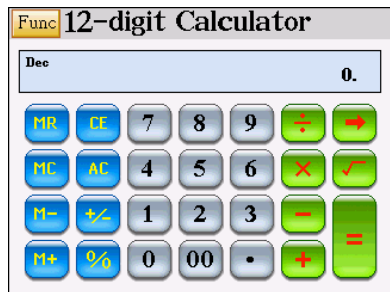 Func 12-digit Calculator
Dec
0.
MR CE 7 8 9 ÷ →
MC AC 4 5 6 × √
M- +/- 1 2 3 -
M+ % 0 00 • + =